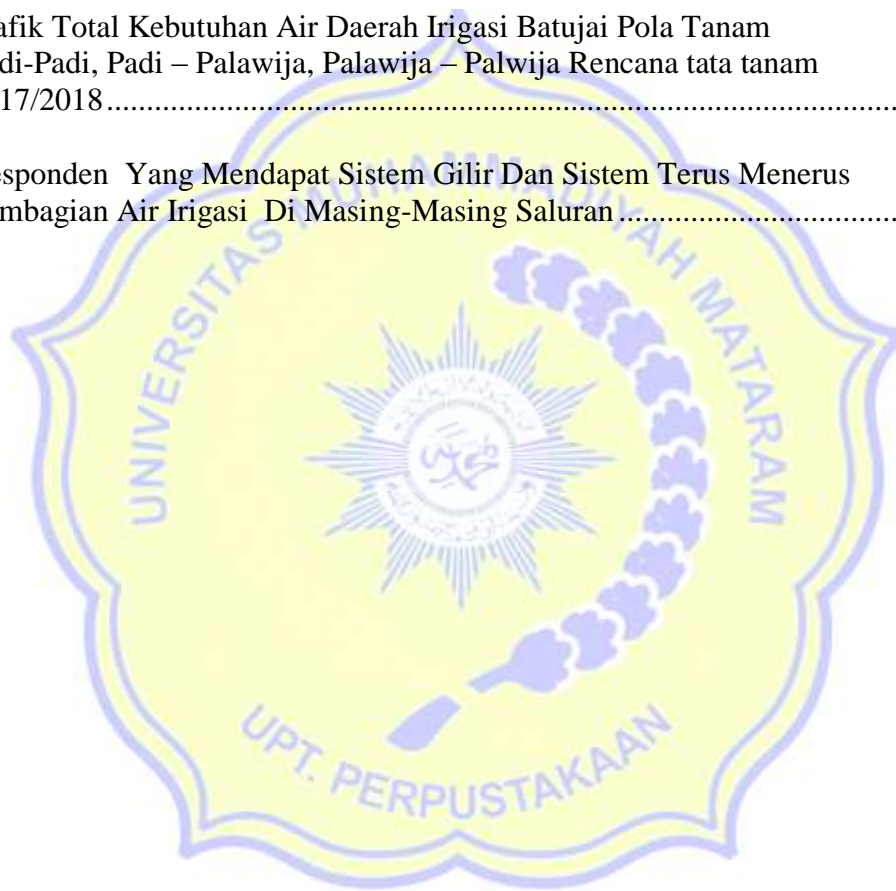 afik Total Kebutuhan Air Daerah Irigasi Batujai Pola Tanam
di-Padi, Padi – Palawija, Palawija – Palwija Rencana tata tanam
17/2018
esponden Yang Mendapat Sistem Gilir Dan Sistem Terus Menerus
mbagian Air Irigasi Di Masing-Masing Saluran
UNIVERSITAS MUHAMMADIYAH MATARAM
UPT. PERPUSTAKAAN